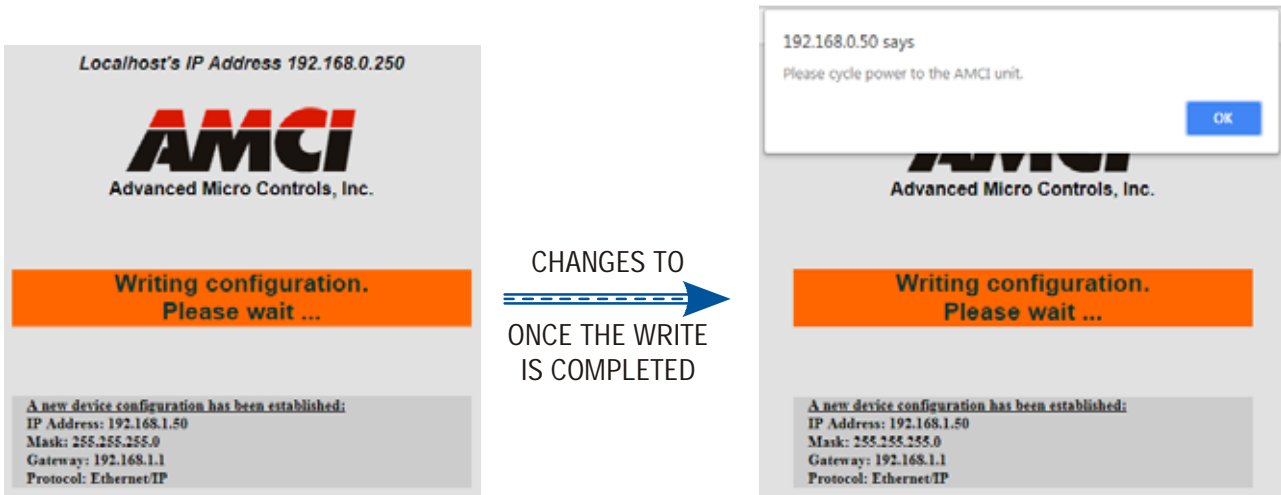 Localhost's IP Address 192.168.0.250
AMCI
Advanced Micro Controls, Inc.
Writing configuration.
Please wait ...
A new device configuration has been established:
IP Address: 192.168.1.50
Mask: 255.255.255.0
Gateway: 192.168.1.1
Protocol: Ethernet/IP
CHANGES TO
ONCE THE WRITE
IS COMPLETED
192.168.0.50 says
Please cycle power to the AMCI unit.
OK
AMCI
Advanced Micro Controls, Inc.
Writing configuration.
Please wait ...
A new device configuration has been established:
IP Address: 192.168.1.50
Mask: 255.255.255.0
Gateway: 192.168.1.1
Protocol: Ethernet/IP